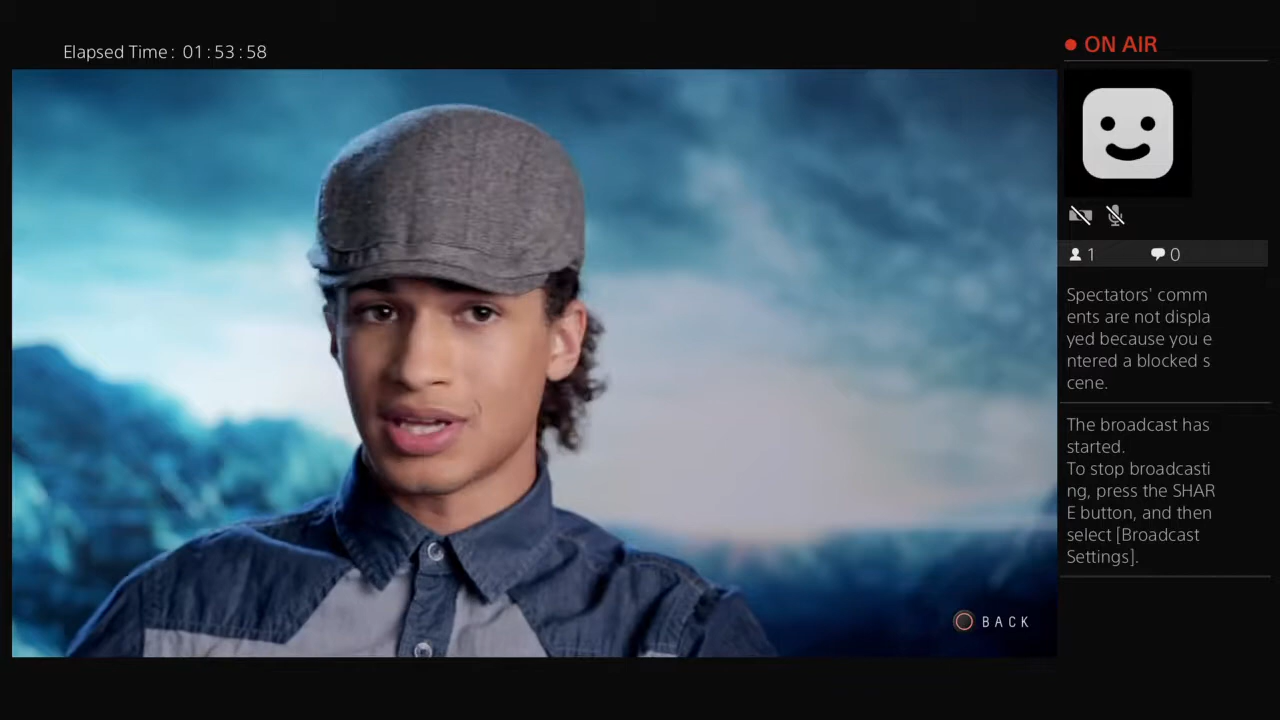 Elapsed Time: 01:53:58
ON AIR
1
0
Spectators' comm
ents are not displa
yed because you e
ntered a blocked s
cene.
The broadcast has
started.
To stop broadcasti
ng, press the SHAR
E button, and then
select [Broadcast
Settings].
BACK